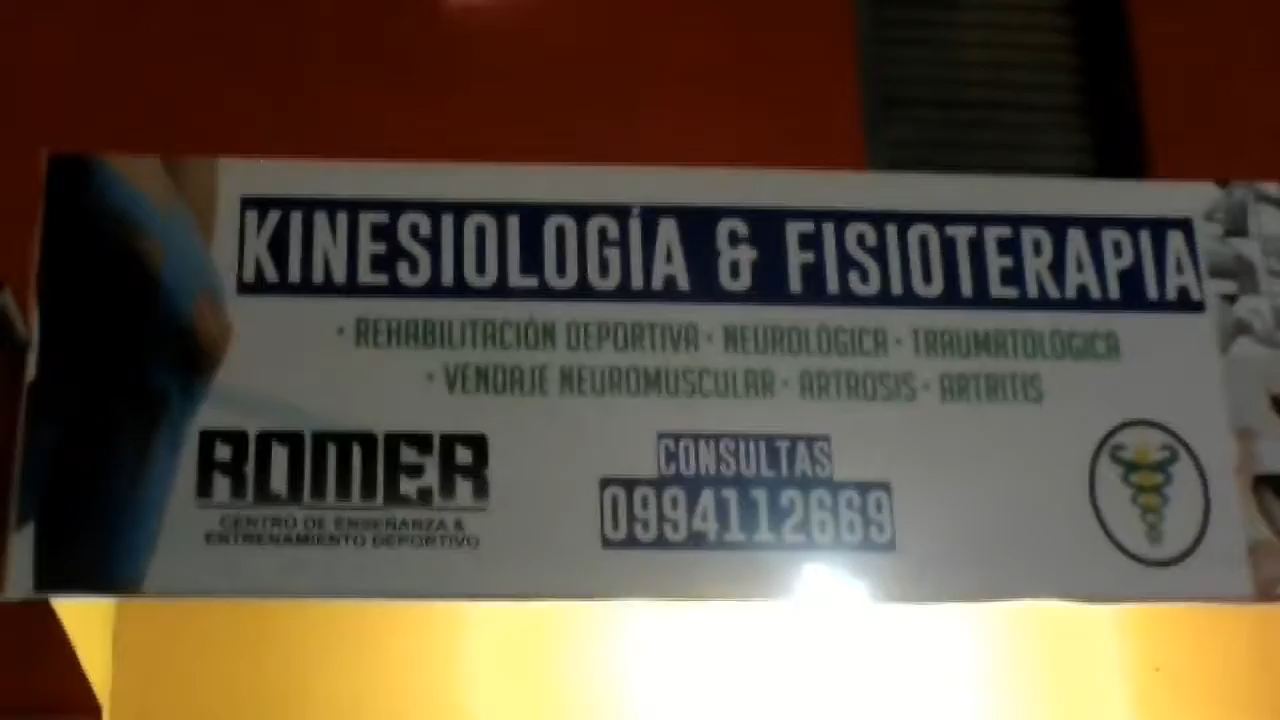 KINESIOLOGÍA & FISIOTERAPIA
· REHABILITACIÓN DEPORTIVA · NEUROLÓGICA · TRAUMATOLOGICA
· VENDAJE NEUROMUSCULAR · ARTROSIS · ARTRITIS
ROMER
CENTRO DE ENSEÑANZA &
ENTRENAMIENTO DEPORTIVO
CONSULTAS
0994112669